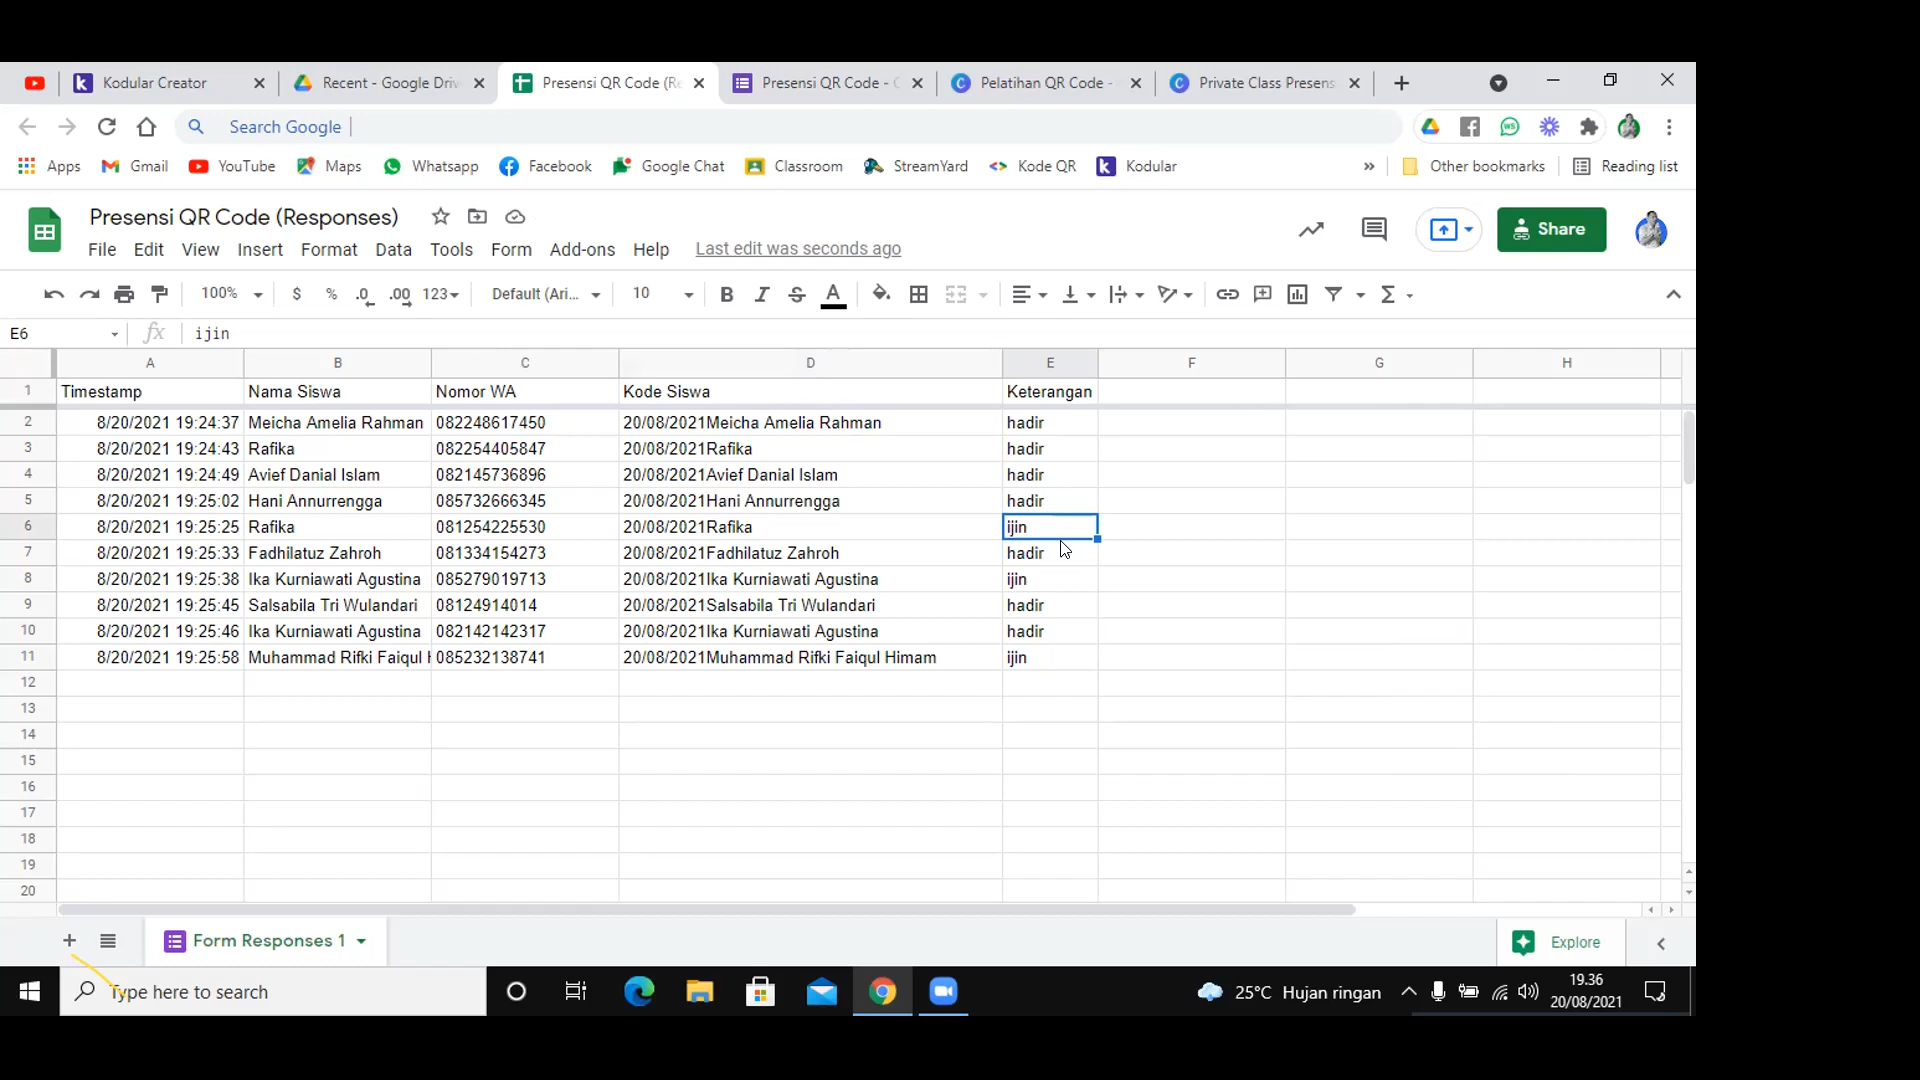 Kodular Creator
Recent - Google Driv
Presensi QR Code (Re
Presensi QR Code - G
Pelatihan QR Code -
Private Class Presens
Search Google
Apps Gmail YouTube Maps Whatsapp Facebook Google Chat Classroom StreamYard Kode QR Kodular » Other bookmarks Reading list
Presensi QR Code (Responses)
File Edit View Insert Format Data Tools Form Add-ons Help Last edit was seconds ago
Share
100% $ % .0 .00 123 Default (Ari... 10 B I S A Σ
E6 fx ijin
A B C D E F G H
1 Timestamp Nama Siswa Nomor WA Kode Siswa Keterangan
2 8/20/2021 19:24:37 Meicha Amelia Rahman 082248617450 20/08/2021Meicha Amelia Rahman hadir
3 8/20/2021 19:24:43 Rafika 082254405847 20/08/2021Rafika hadir
4 8/20/2021 19:24:49 Avief Danial Islam 082145736896 20/08/2021Avief Danial Islam hadir
5 8/20/2021 19:25:02 Hani Annurrengga 085732666345 20/08/2021Hani Annurrengga hadir
6 8/20/2021 19:25:25 Rafika 081254225530 20/08/2021Rafika ijin
7 8/20/2021 19:25:33 Fadhilatuz Zahroh 081334154273 20/08/2021Fadhilatuz Zahroh hadir
8 8/20/2021 19:25:38 Ika Kurniawati Agustina 085279019713 20/08/2021Ika Kurniawati Agustina ijin
9 8/20/2021 19:25:45 Salsabila Tri Wulandari 08124914014 20/08/2021Salsabila Tri Wulandari hadir
10 8/20/2021 19:25:46 Ika Kurniawati Agustina 082142142317 20/08/2021Ika Kurniawati Agustina hadir
11 8/20/2021 19:25:58 Muhammad Rifki Faiqul H 085232138741 20/08/2021Muhammad Rifki Faiqul Himam ijin
12
13
14
15
16
17
18
19
20
Form Responses 1
Explore
Type here to search
25°C Hujan ringan
19.36
20/08/2021